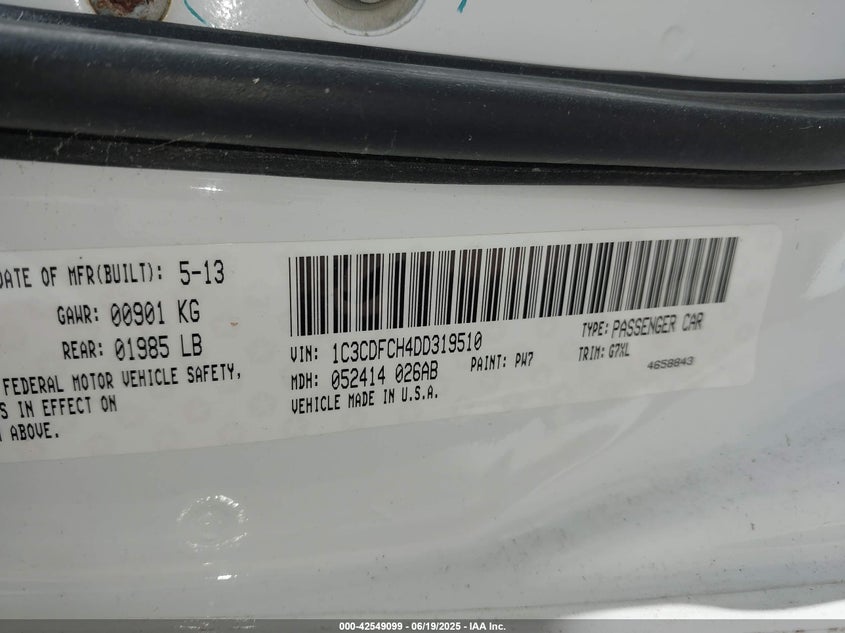 DATE OF MFR(BUILT): 5-13
GAWR: 00901 KG
REAR: 01985 LB
FEDERAL MOTOR VEHICLE SAFETY,
S IN EFFECT ON
ABOVE.
VIN: 1C3CDFCH4DD319510
TYPE: PASSENGER CAR
MDH: 052414 026AB
PAINT: PW7
TRIM: G7XL
VEHICLE MADE IN U.S.A.
4658843
000-42549099 - 06/19/2025 - IAA Inc.